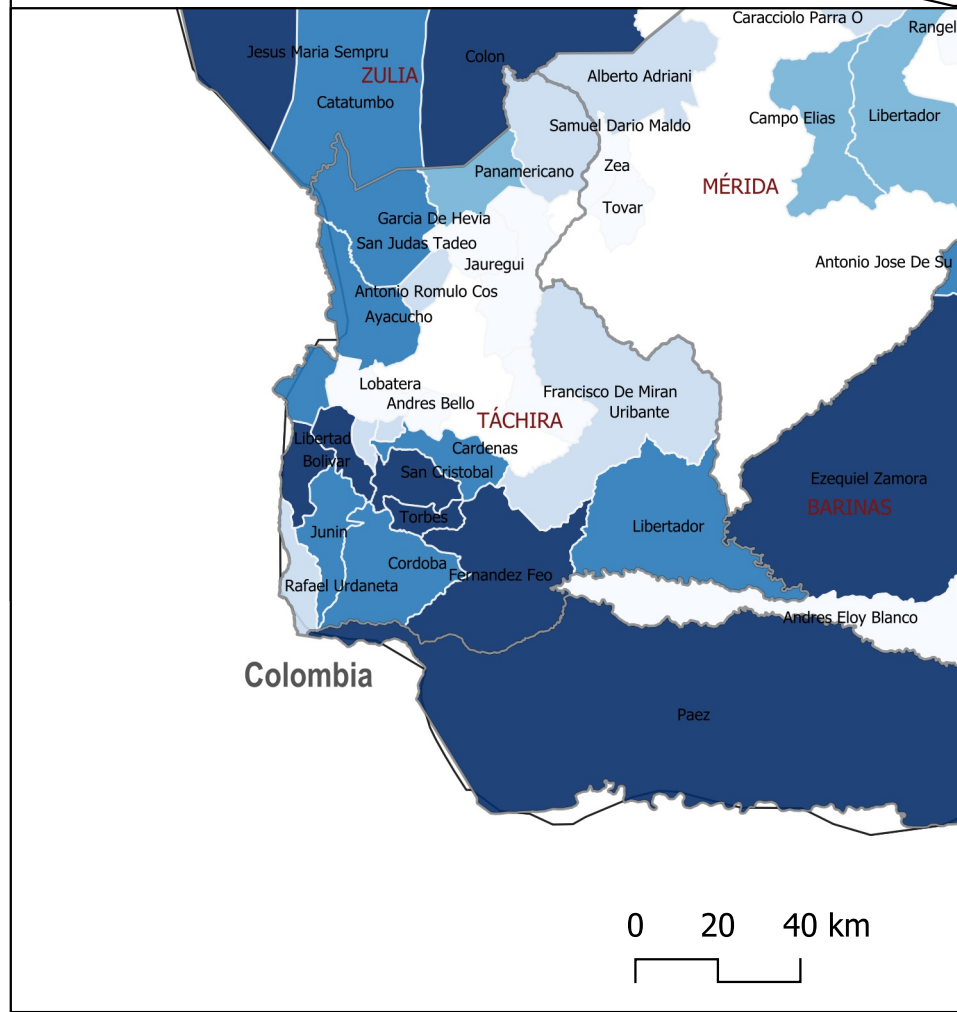 Caracciolo Parra O
Rangel
Jesus Maria Sempru
Colon
ZULIA
Alberto Adriani
Catatumbo
Campo Elias
Libertador
Samuel Dario Maldo
Panamericano
Zea
MÉRIDA
Tovar
Garcia De Hevia
San Judas Tadeo
Jauregui
Antonio Jose De Su
Antonio Romulo Cos
Ayacucho
Lobatera
Francisco De Miran
Andres Bello
Uribante
TÁCHIRA
Libertad
Cardenas
Bolivar
San Cristobal
Ezequiel Zamora
BARINAS
Torbes
Libertador
Junin
Cordoba
Fernandez Feo
Rafael Urdaneta
Andres Eloy Blanco
Colombia
Paez
0 20 40 km